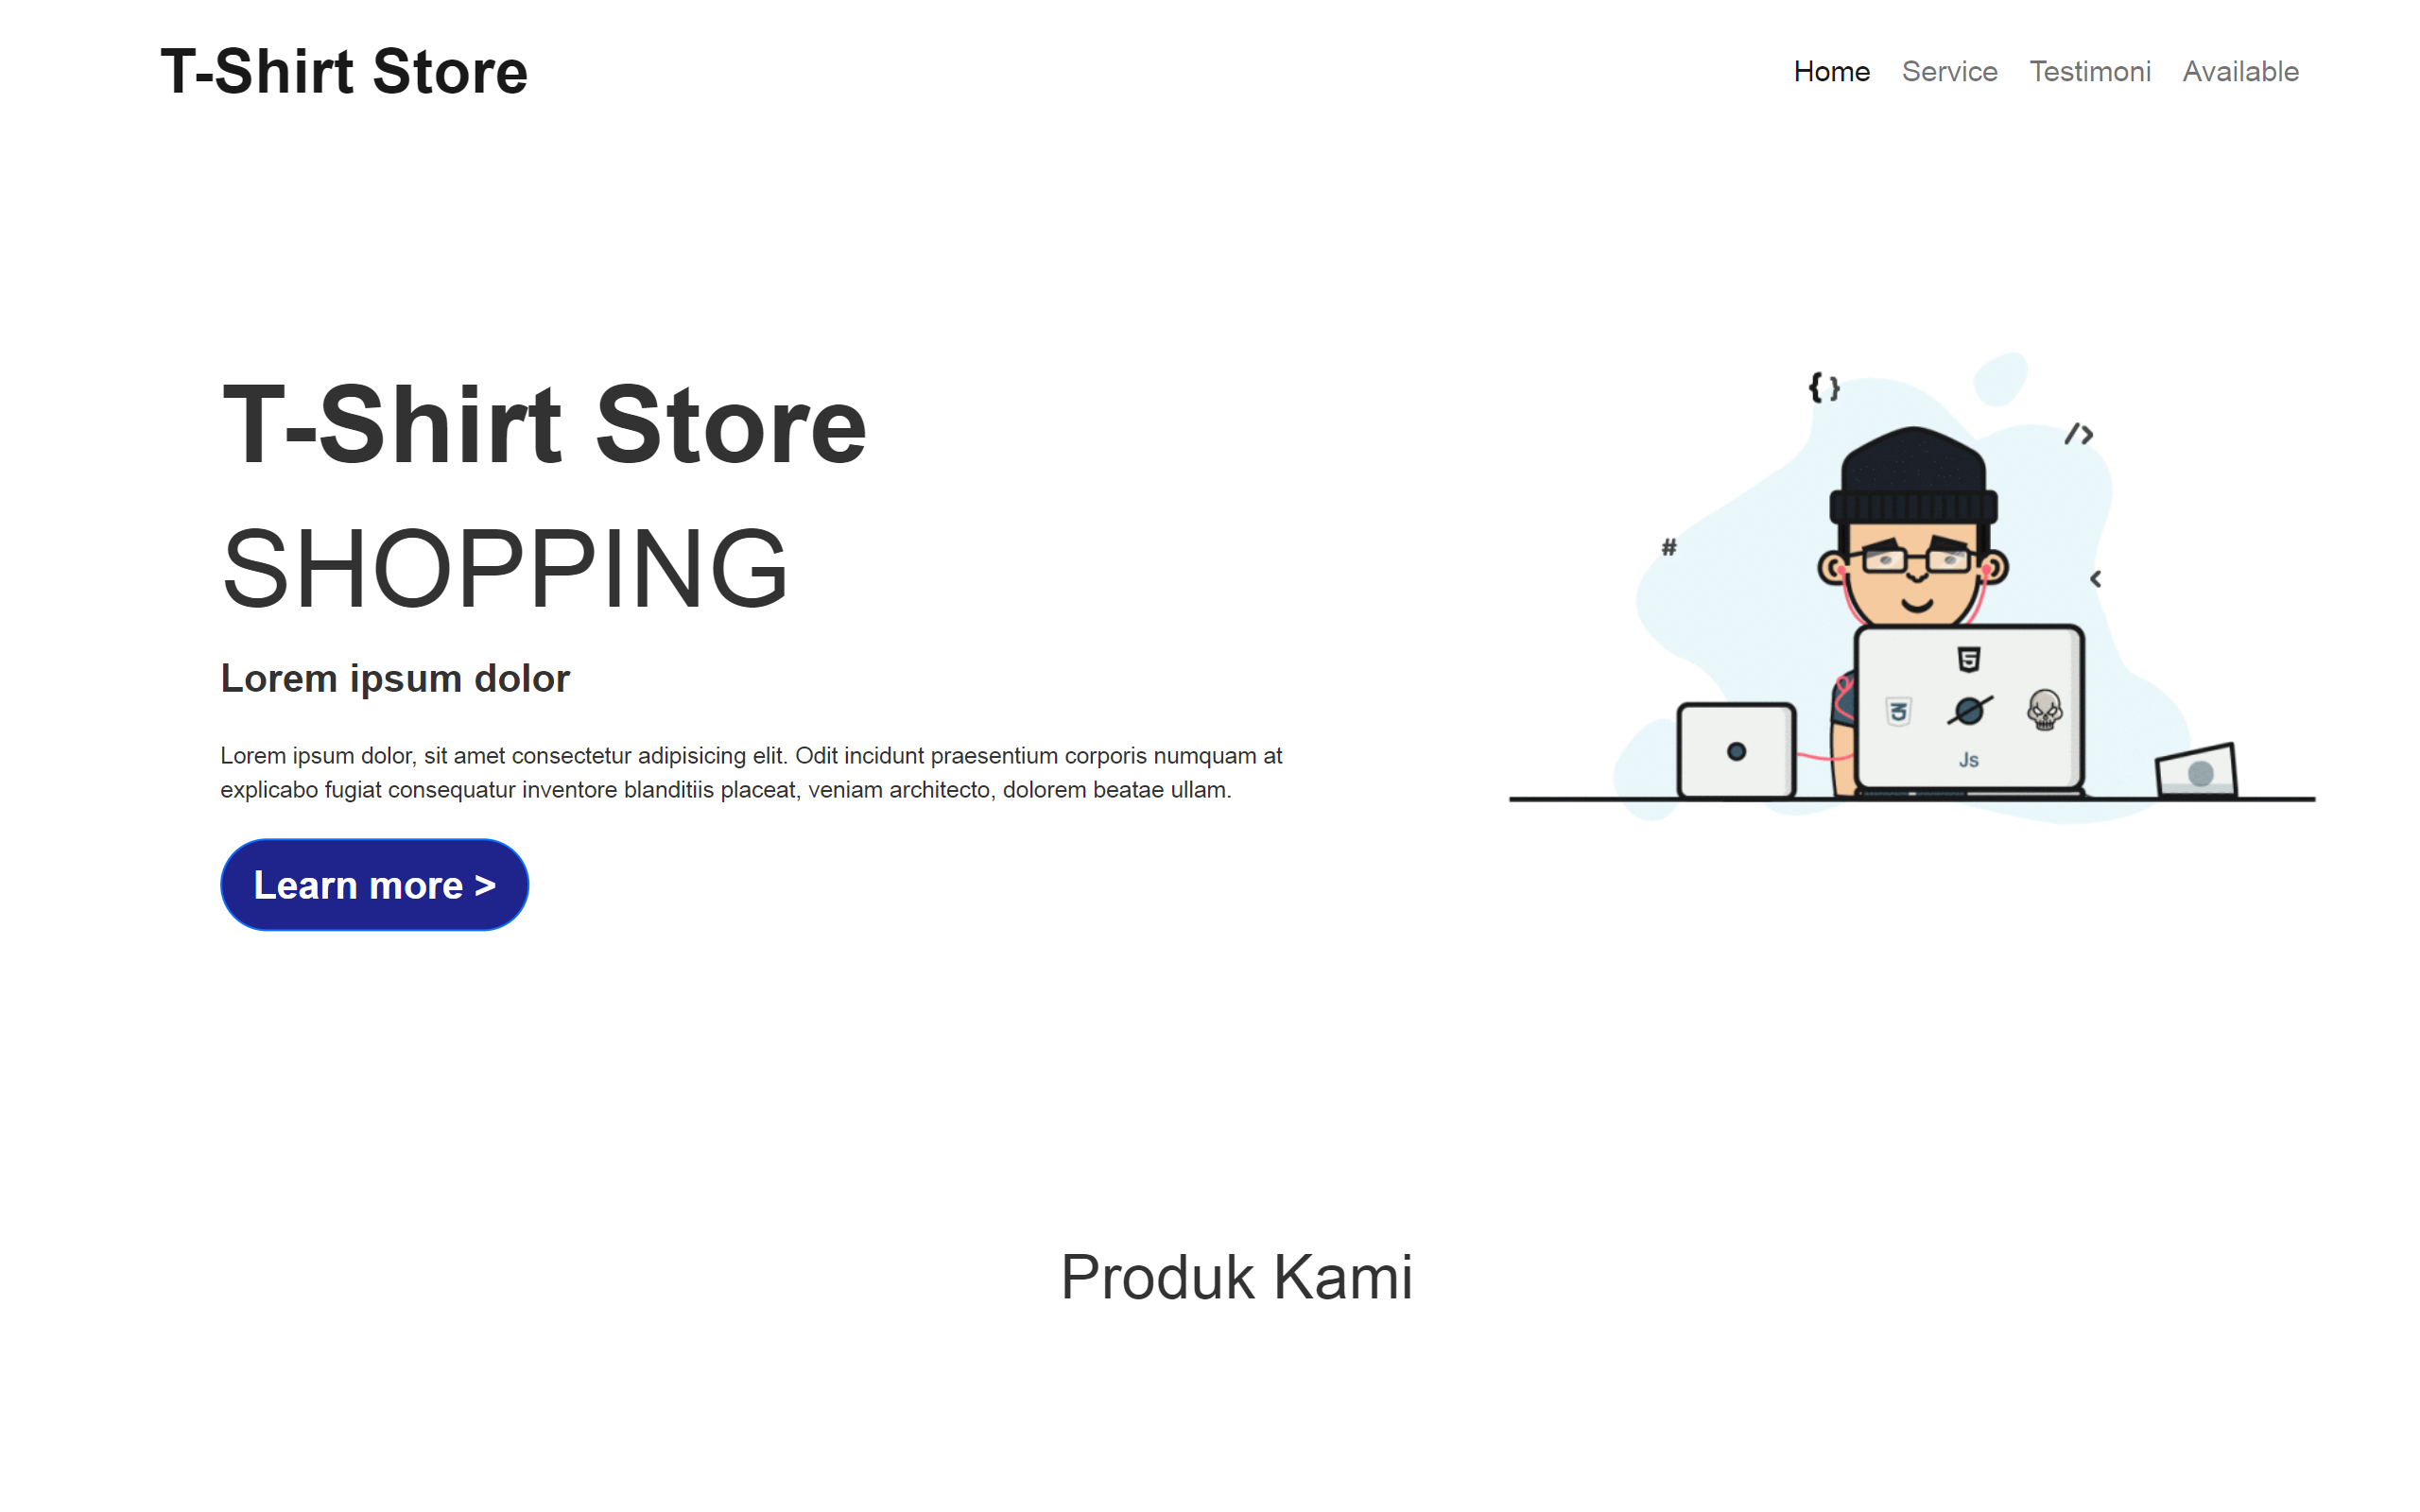 T-Shirt Store
Home Service Testimoni Available
T-Shirt Store
SHOPPING
Lorem ipsum dolor
Lorem ipsum dolor, sit amet consectetur adipisicing elit. Odit incidunt praesentium corporis numquam at
explicabo fugiat consequatur inventore blanditiis placeat, veniam architecto, dolorem beatae ullam.
Learn more >
{ }
/>
#
<
Js
Produk Kami